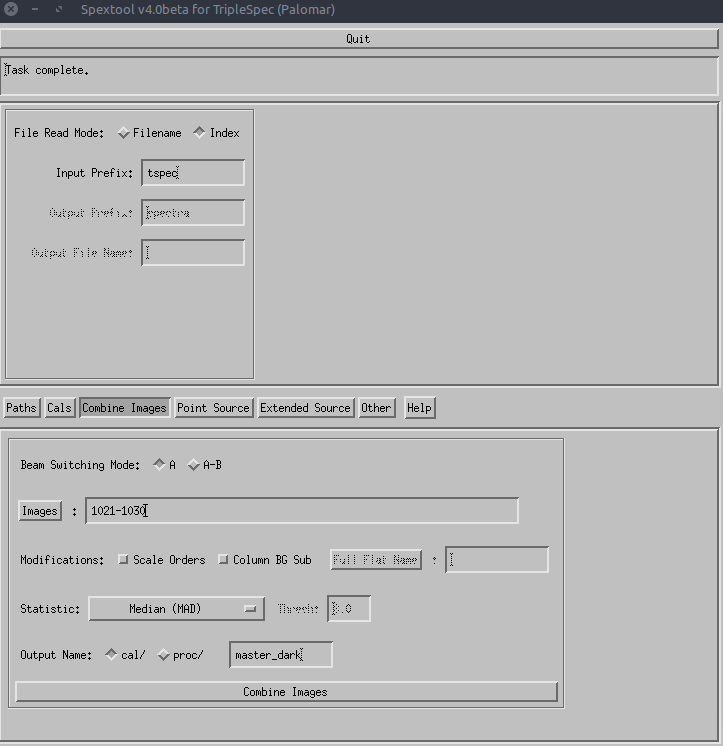 Spextool v4.0beta for TripleSpec (Palomar)
Quit
Task complete.
File Read Mode: Filename Index
Input Prefix: tspec
Output Prefix: spectra
Output File Name:
Paths Cals Combine Images Point Source Extended Source Other Help
Beam Switching Mode: A A-B
Images : 1021-1030
Modifications: Scale Orders Column BG Sub Full Flat Name :
Statistic: Median (MAD) Thresh: 3.0
Output Name: cal/ proc/ master_dark
Combine Images